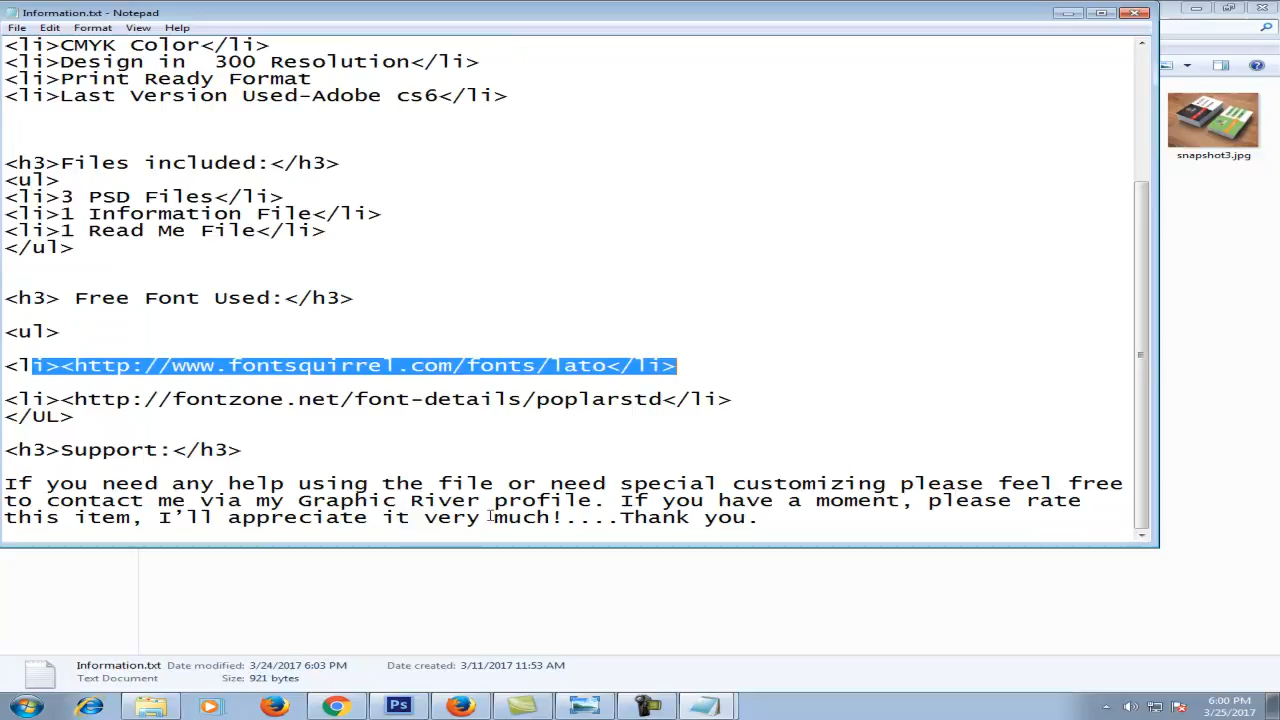 Information.txt - Notepad
File Edit Format View Help
<li>CMYK Color</li>
<li>Design in  300 Resolution</li>
<li>Print Ready Format
<li>Last Version Used-Adobe cs6</li>
<h3>Files included:</h3>
<ul>
<li>3 PSD Files</li>
<li>1 Information File</li>
<li>1 Read Me File</li>
</ul>
<h3> Free Font Used:</h3>
<ul>
<li><http://www.fontsquirrel.com/fonts/lato</li>
<li><http://fontzone.net/font-details/poplarstd</li>
</UL>
<h3>Support:</h3>
If you need any help using the file or need special customizing please feel free
to contact me via my Graphic River profile. If you have a moment, please rate
this item, I’ll appreciate it very much!....Thank you.
snapshot3.jpg
Information.txt Date modified: 3/24/2017 6:03 PM Date created: 3/11/2017 11:53 AM
Text Document Size: 921 bytes
Ps
6:00 PM
3/25/2017